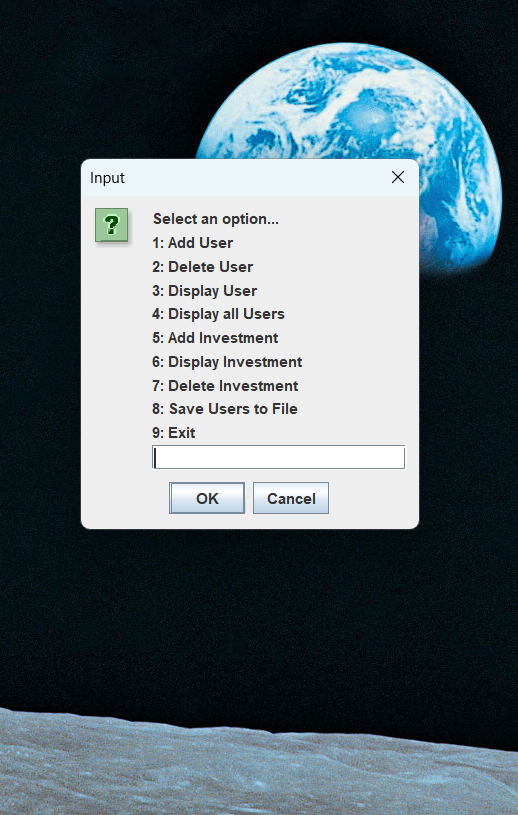 Input
Select an option...
1: Add User
2: Delete User
3: Display User
4: Display all Users
5: Add Investment
6: Display Investment
7: Delete Investment
8: Save Users to File
9: Exit
OK Cancel